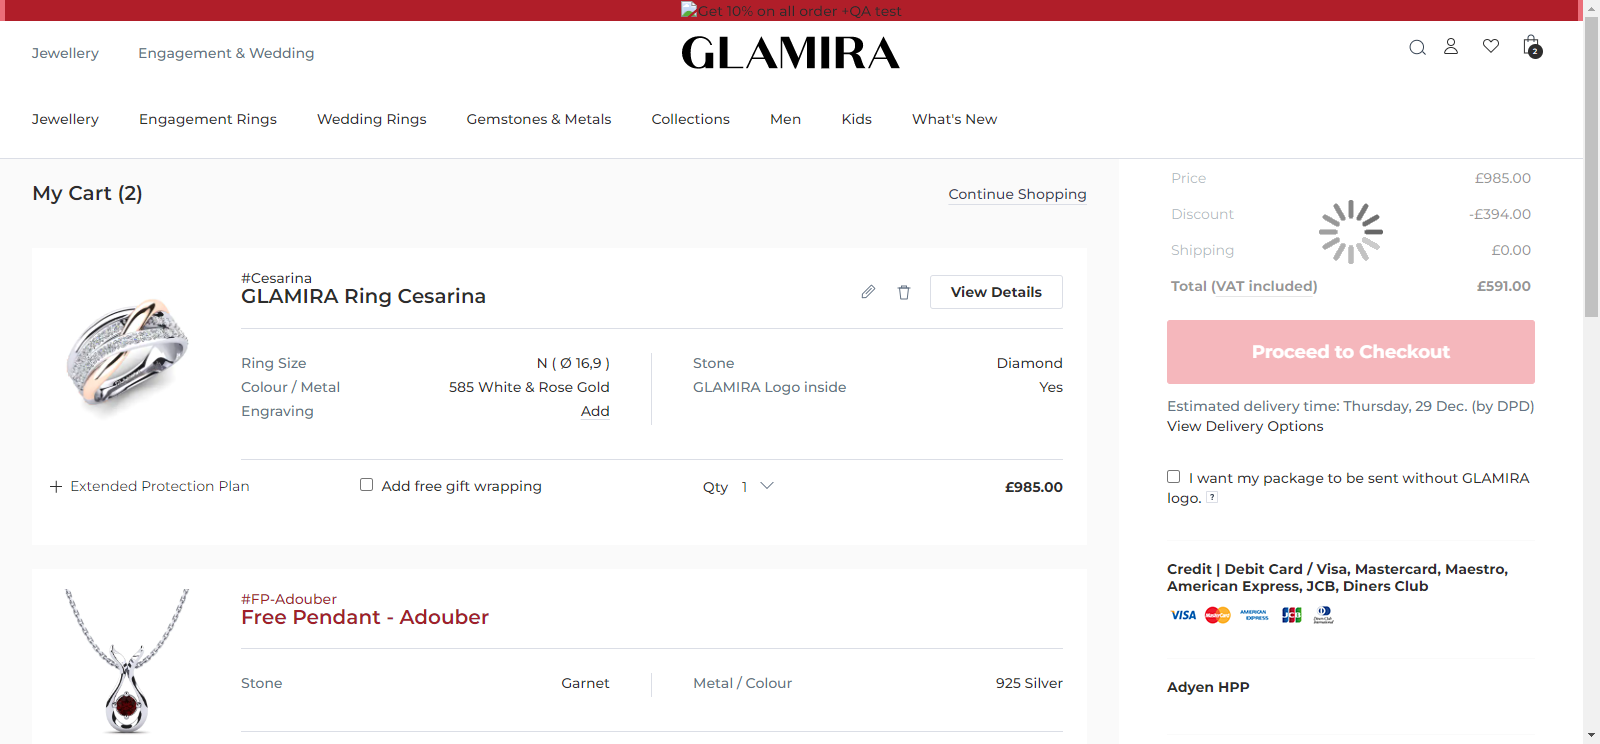 Get 10% on all order +QA test
Jewellery
Engagement & Wedding
GLAMIRA
2
Jewellery
Engagement Rings
Wedding Rings
Gemstones & Metals
Collections
Men
Kids
What's New
My Cart (2)
Continue Shopping
#Cesarina
GLAMIRA Ring Cesarina
View Details
Ring Size
N ( Ø 16,9 )
Colour / Metal
585 White & Rose Gold
Engraving
Add
Stone
Diamond
GLAMIRA Logo inside
Yes
Extended Protection Plan
Add free gift wrapping
Qty 1
£985.00
#FP-Adouber
Free Pendant - Adouber
Stone
Garnet
Metal / Colour
925 Silver
Price
£985.00
Discount
-£394.00
Shipping
£0.00
Total (VAT included)
£591.00
Proceed to Checkout
Estimated delivery time: Thursday, 29 Dec. (by DPD)
View Delivery Options
I want my package to be sent without GLAMIRA
logo. ?
Credit | Debit Card / Visa, Mastercard, Maestro,
American Express, JCB, Diners Club
VISA
MasterCard
AMERICAN EXPRESS
JCB
Adyen HPP